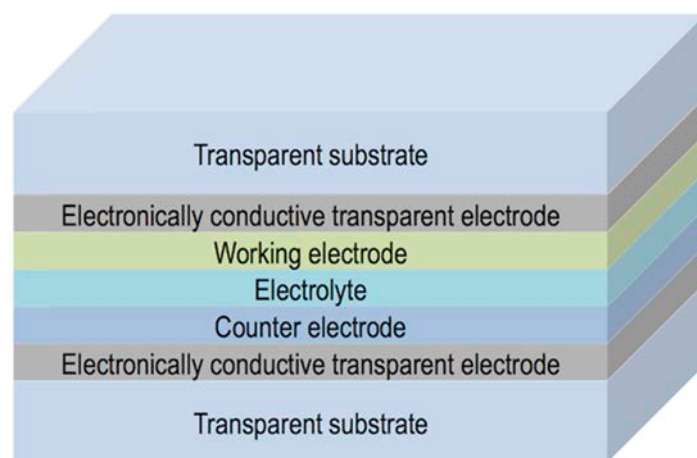 Transparent substrate
Electronically conductive transparent electrode
Working electrode
Electrolyte
Counter electrode
Electronically conductive transparent electrode
Transparent substrate